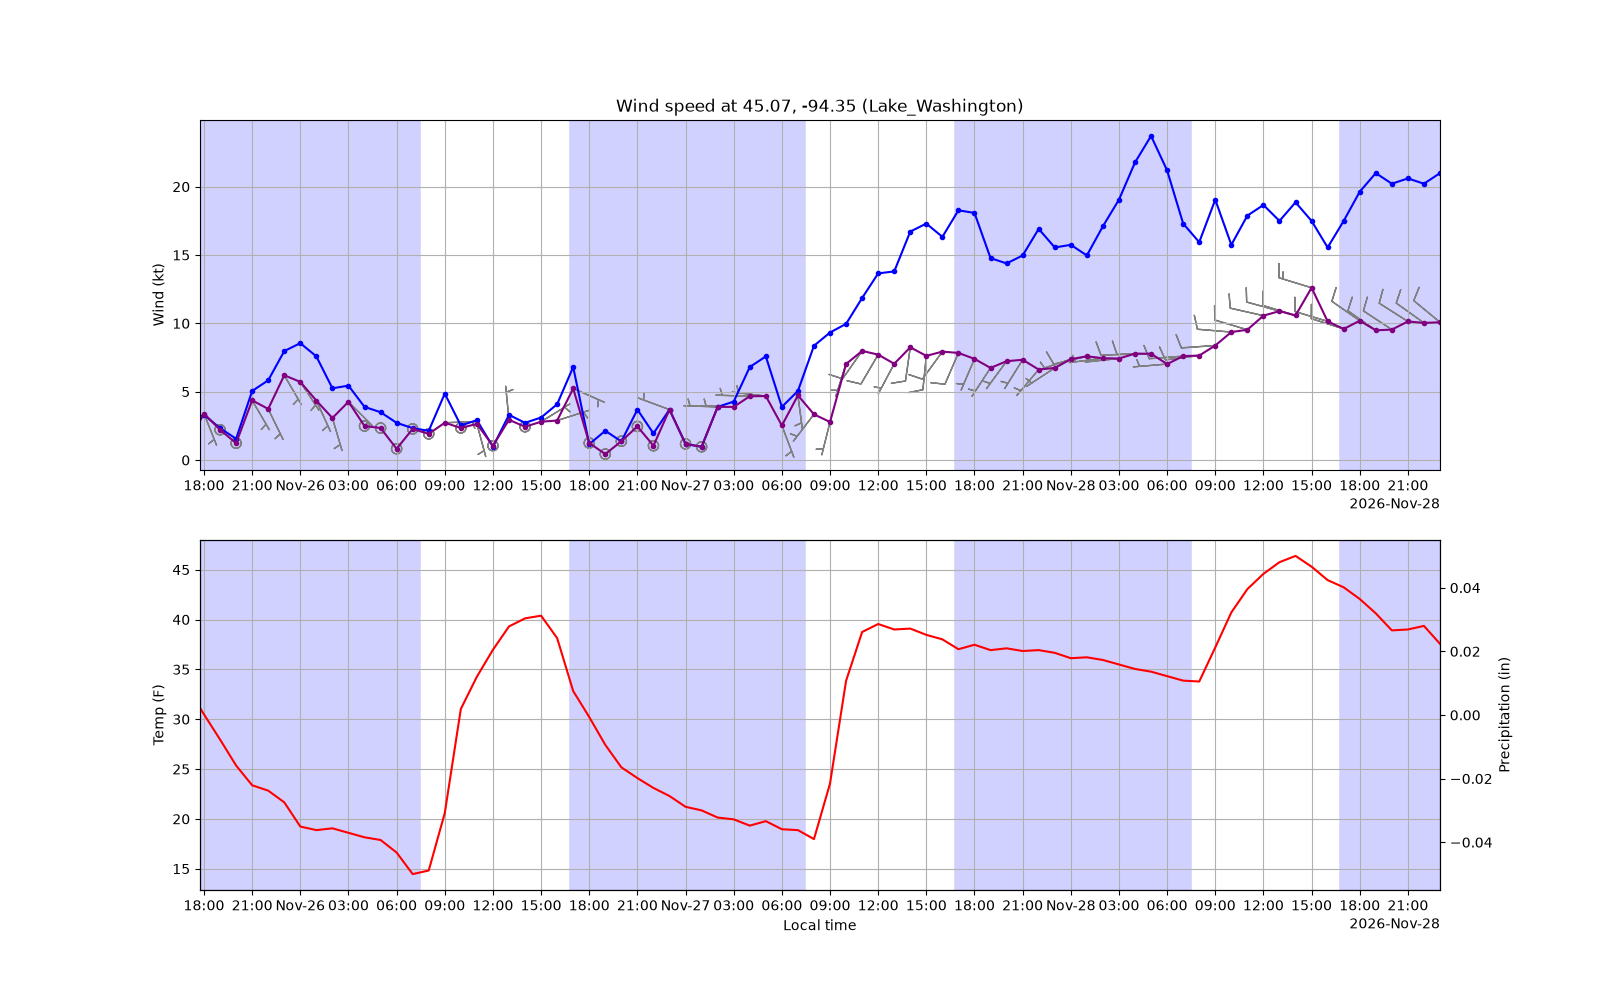 Wind speed at 45.07, -94.35 (Lake_Washington)
Wind (kt)
20
15
10
5
0
18:00 21:00 Nov-26 03:00 06:00 09:00 12:00 15:00 18:00 21:00 Nov-27 03:00 06:00 09:00 12:00 15:00 18:00 21:00 Nov-28 03:00 06:00 09:00 12:00 15:00 18:00 21:00
2026-Nov-28
Temp (F)
45
40
35
30
25
20
15
0.04
0.02
0.00
−0.02
−0.04
Precipitation (in)
18:00 21:00 Nov-26 03:00 06:00 09:00 12:00 15:00 18:00 21:00 Nov-27 03:00 06:00 09:00 12:00 15:00 18:00 21:00 Nov-28 03:00 06:00 09:00 12:00 15:00 18:00 21:00
Local time
2026-Nov-28